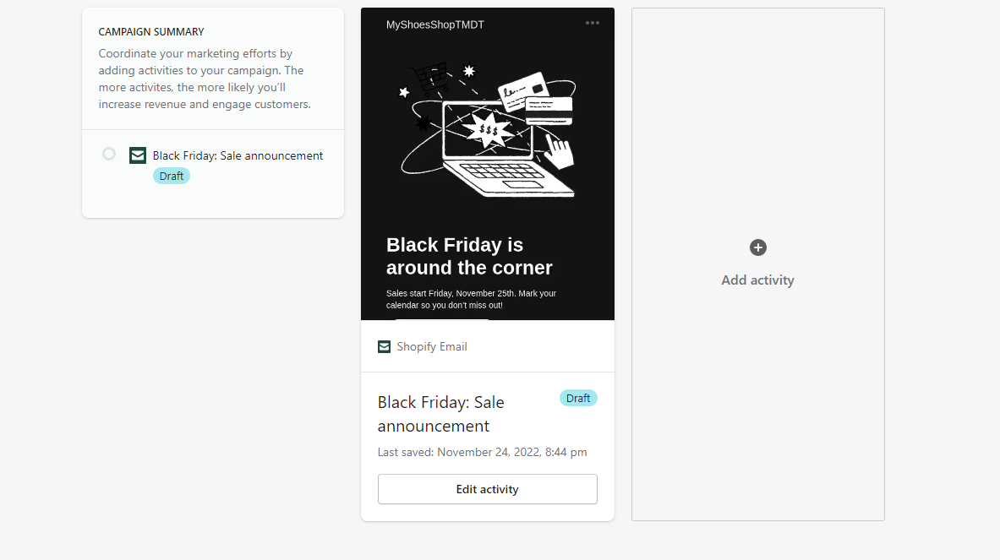 CAMPAIGN SUMMARY
Coordinate your marketing efforts by
adding activities to your campaign. The
more activites, the more likely you’ll
increase revenue and engage customers.
Black Friday: Sale announcement
Draft
MyShoesShopTMDT
$$$
Black Friday is
around the corner
Sales start Friday, November 25th. Mark your
calendar so you don't miss out!
Shopify Email
Black Friday: Sale
announcement
Draft
Last saved: November 24, 2022, 8:44 pm
Edit activity
Add activity